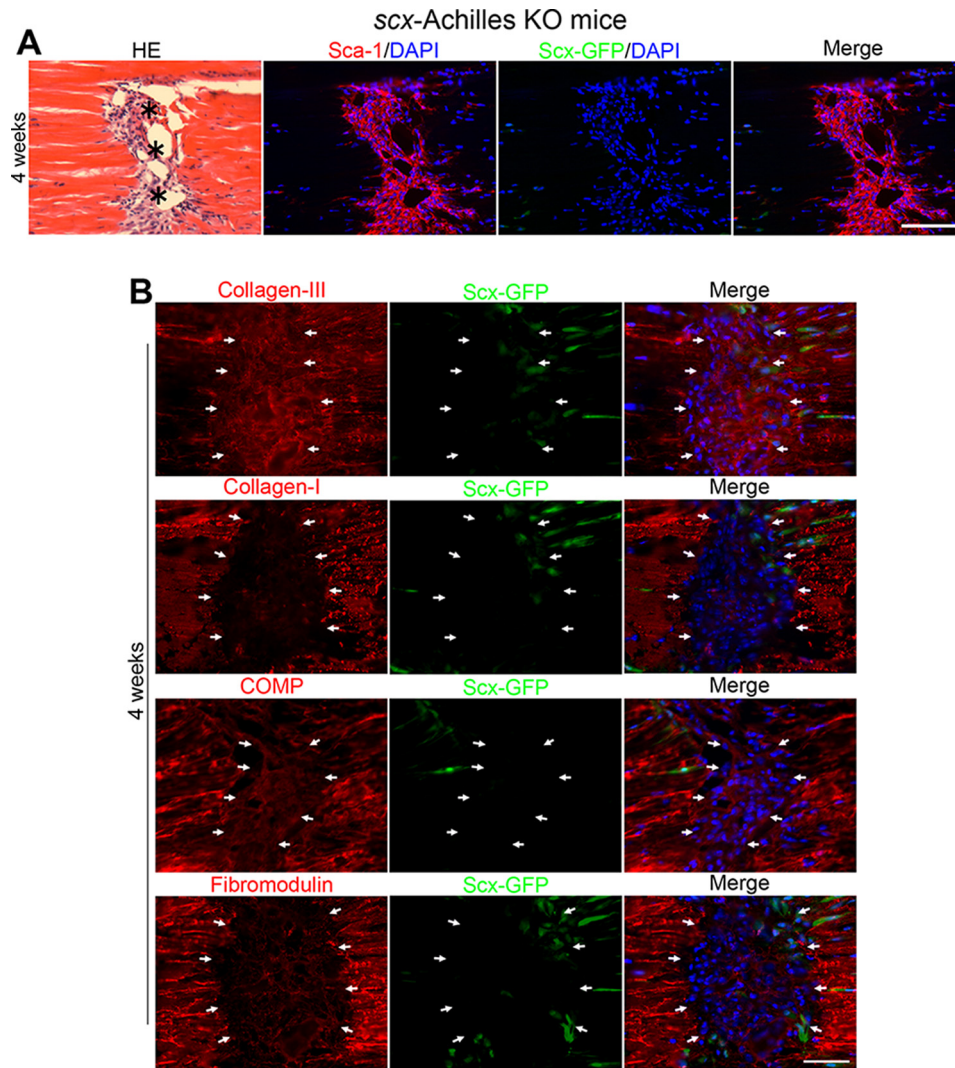 scx-Achilles KO mice
A
HE
Sca-1/DAPI
Scx-GFP/DAPI
Merge
4 weeks
B
Collagen-III
Scx-GFP
Merge
Collagen-I
Scx-GFP
Merge
COMP
Scx-GFP
Merge
Fibromodulin
Scx-GFP
Merge
4 weeks